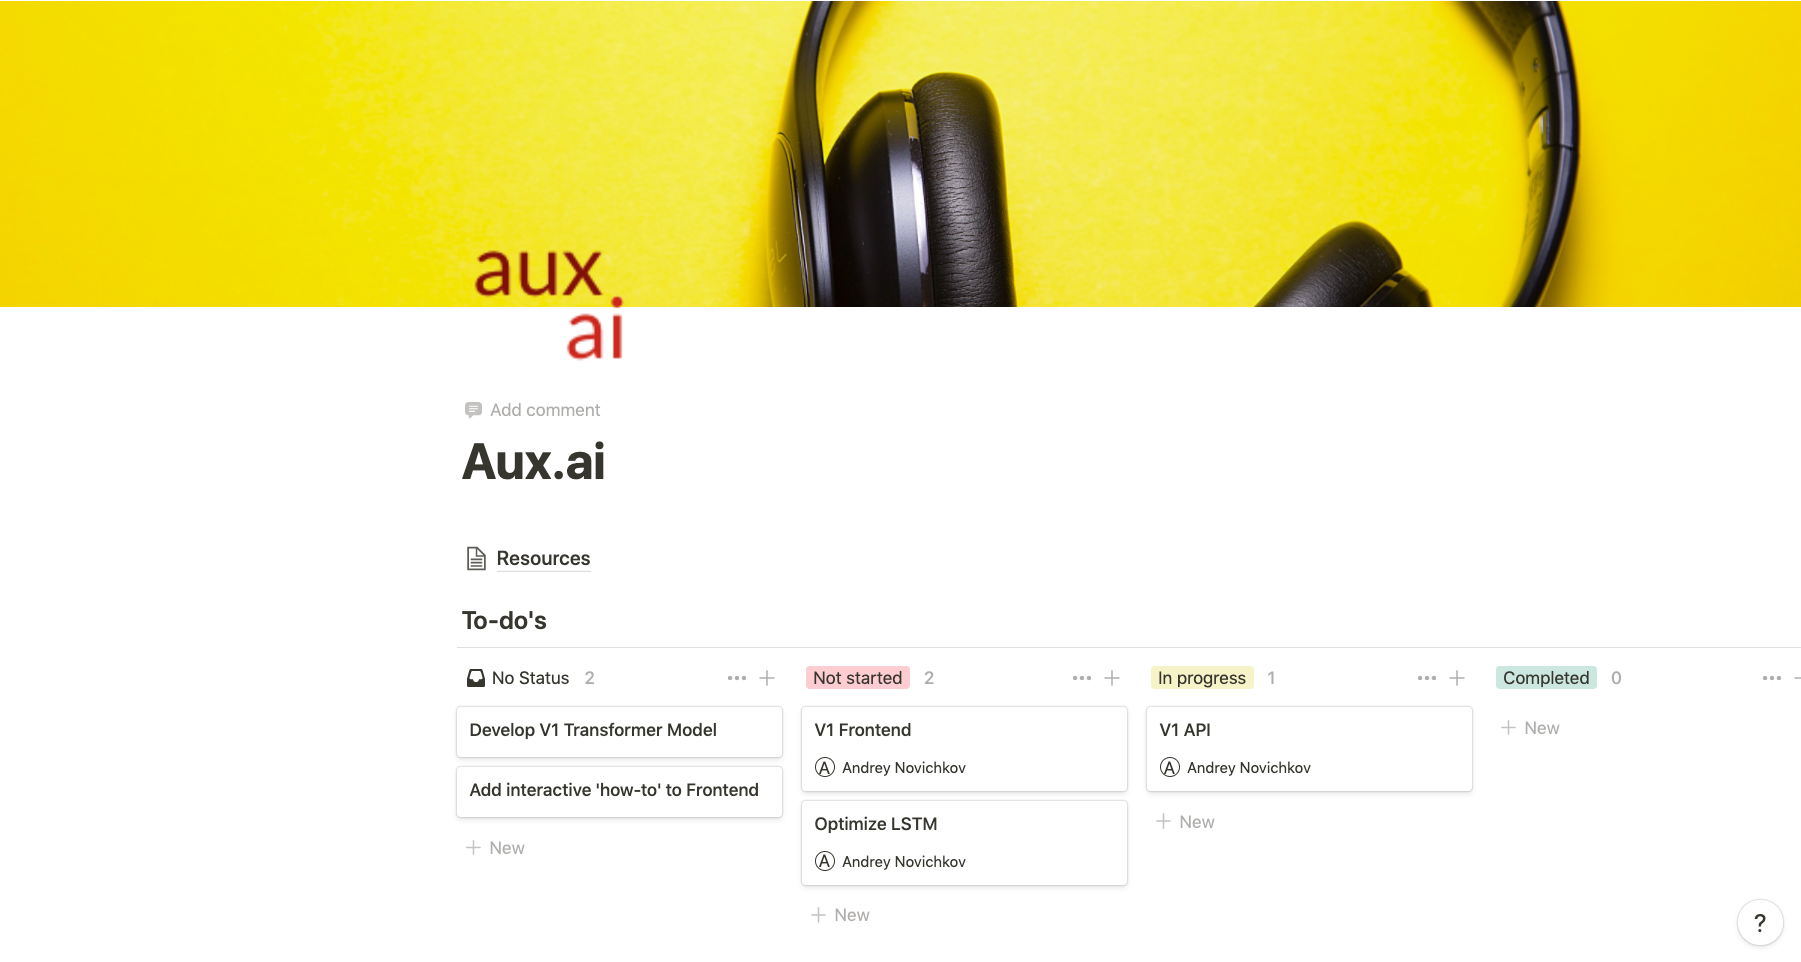 aux
ai
Add comment
Aux.ai
Resources
To-do's
No Status 2
Develop V1 Transformer Model
Add interactive 'how-to' to Frontend
New
Not started 2
V1 Frontend
A Andrey Novichkov
Optimize LSTM
A Andrey Novichkov
New
In progress 1
V1 API
A Andrey Novichkov
New
Completed 0
New
?